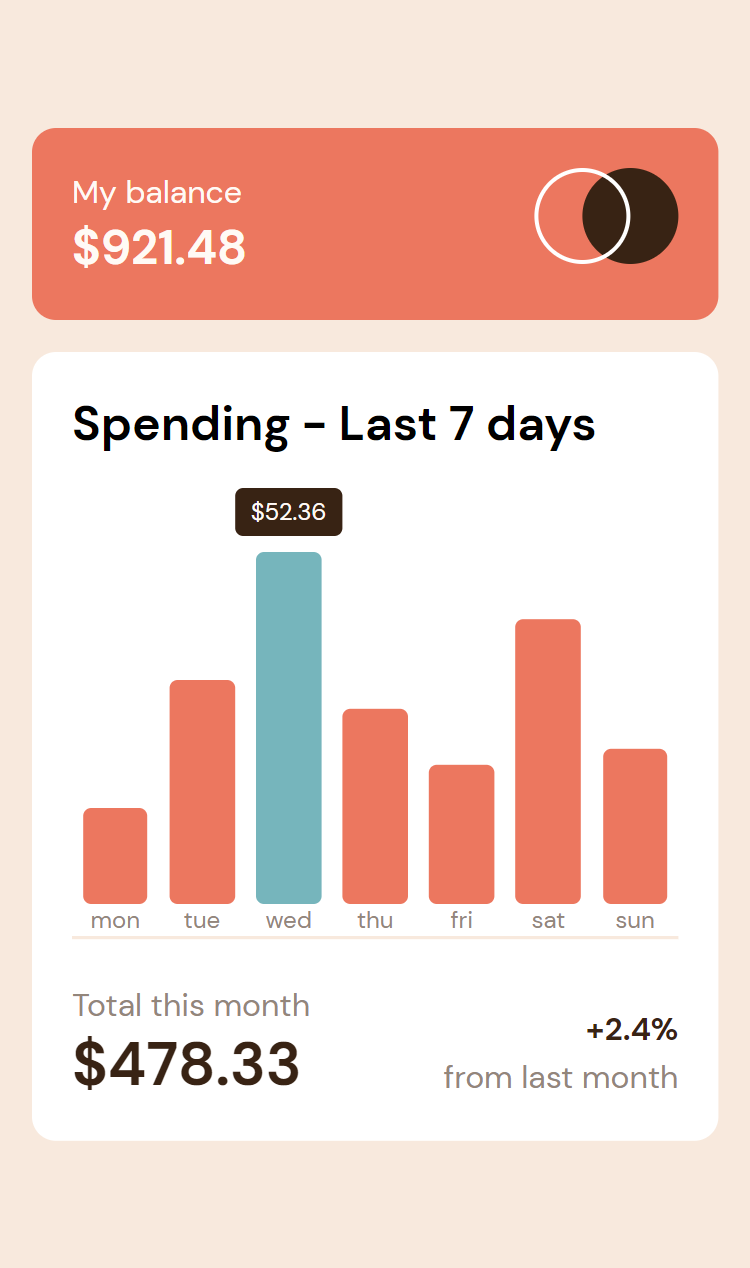 My balance
$921.48
Spending - Last 7 days
$52.36
mon tue wed thu fri sat sun
Total this month
$478.33
+2.4%
from last month